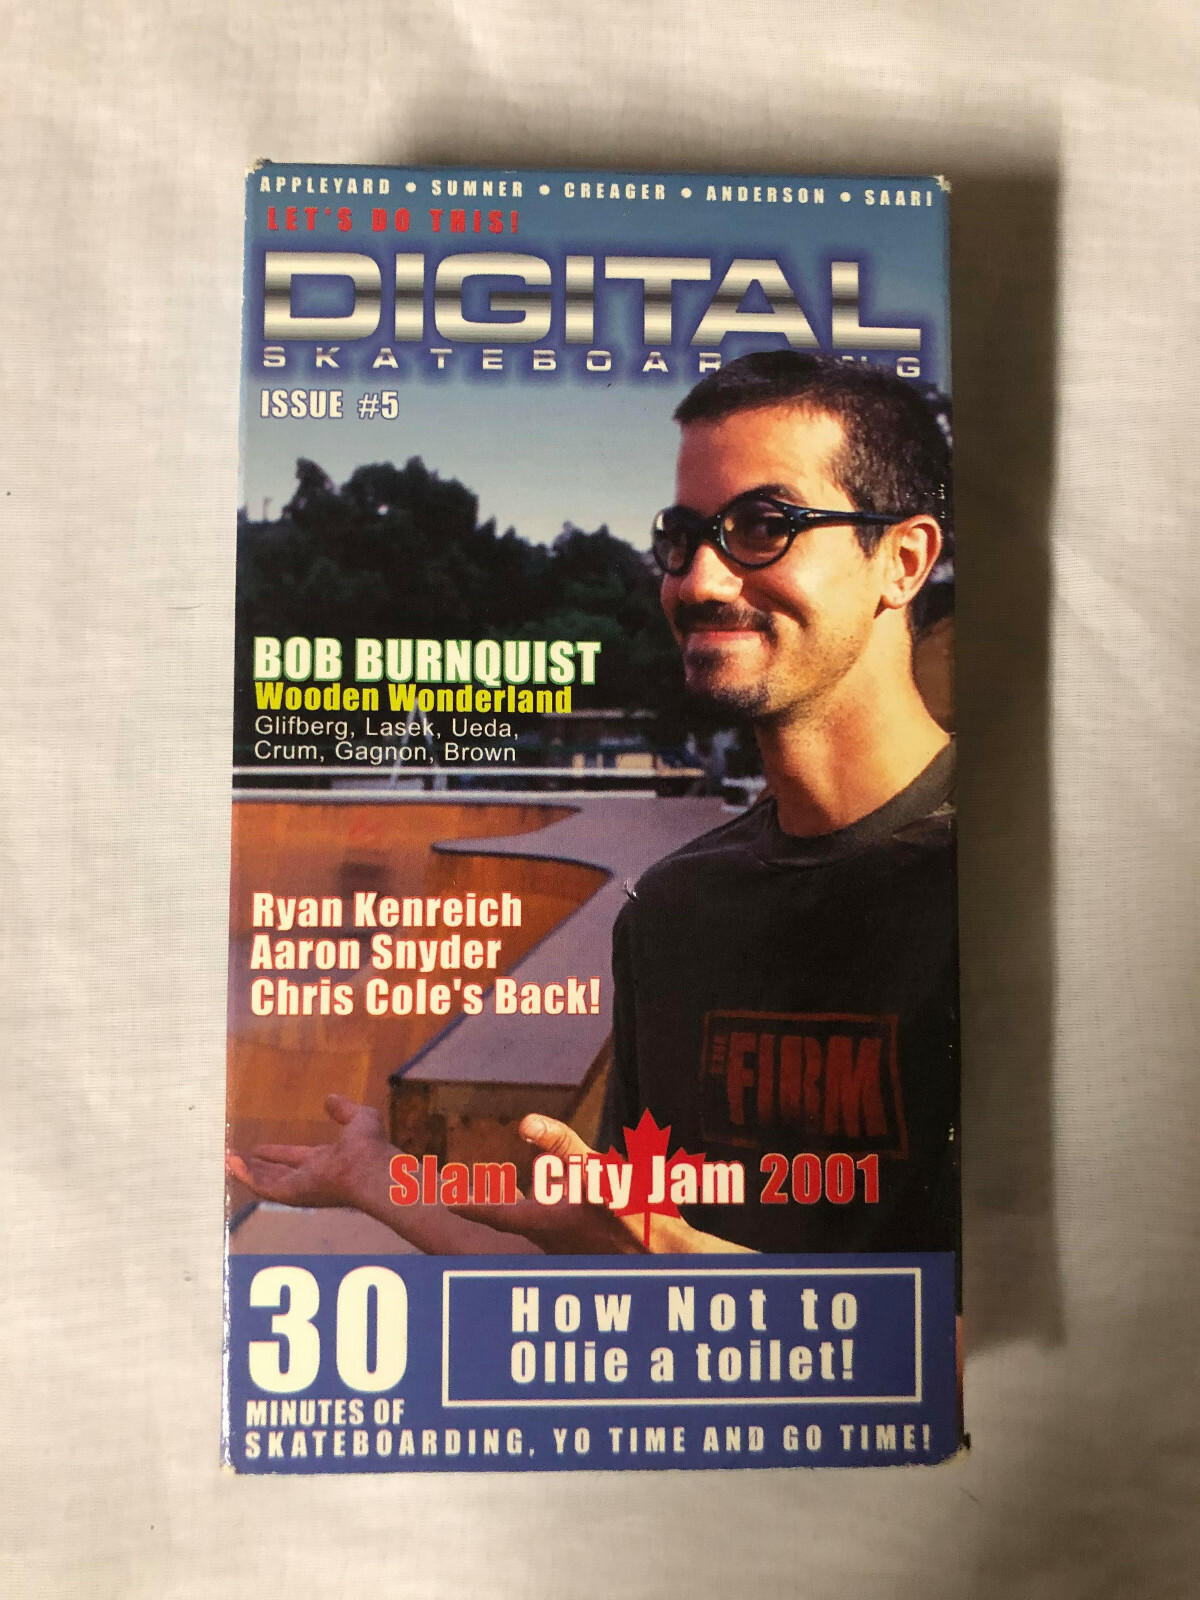 APPLEYARD • SUMNER • CREAGER • ANDERSON • SAARI
LET'S DO THIS!
DIGITAL
SKATEBOARDING
ISSUE #5
BOB BURNQUIST
Wooden Wonderland
Glifberg, Lasek, Ueda,
Crum, Gagnon, Brown
Ryan Kenreich
Aaron Snyder
Chris Cole's Back!
THE FIRM
Slam City Jam 2001
30
MINUTES OF
SKATEBOARDING, YO TIME AND GO TIME!
How Not to
Ollie a toilet!